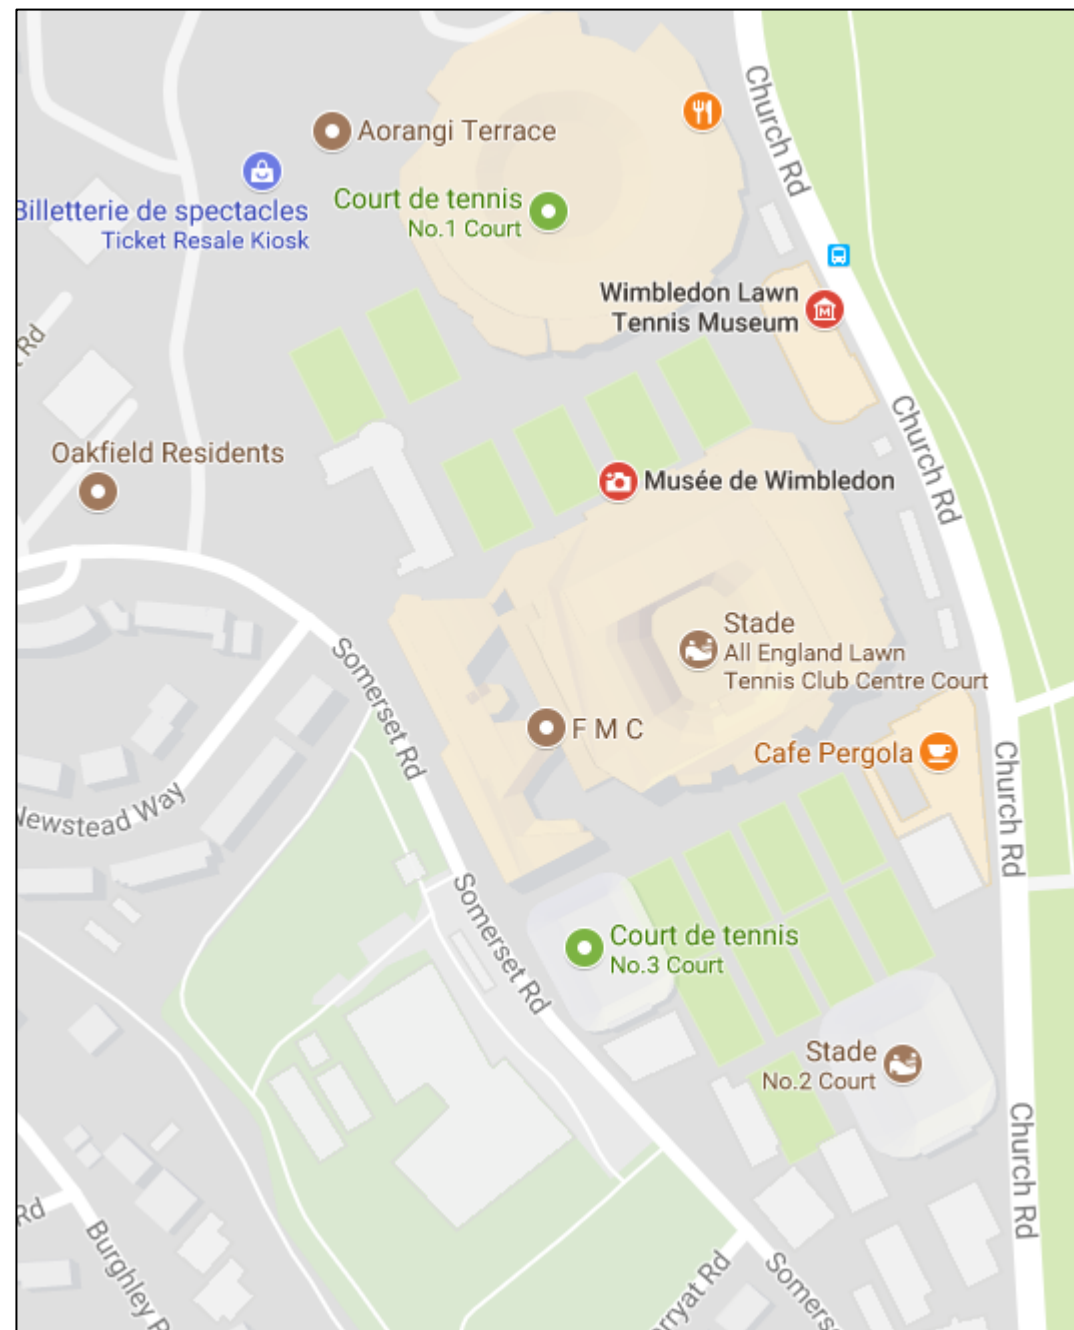 Church Rd
Aorangi Terrace
Billetterie de spectacles
Ticket Resale Kiosk
Court de tennis
No.1 Court
Wimbledon Lawn
Tennis Museum
Rd
Church Rd
Oakfield Residents
Musée de Wimbledon
Stade
All England Lawn
Tennis Club Centre Court
Somerset Rd
F M C
Cafe Pergola
Church Rd
Newstead Way
Somerset Rd
Court de tennis
No.3 Court
Stade
No.2 Court
Church Rd
Rd
Burghley R
rryat Rd
Somers